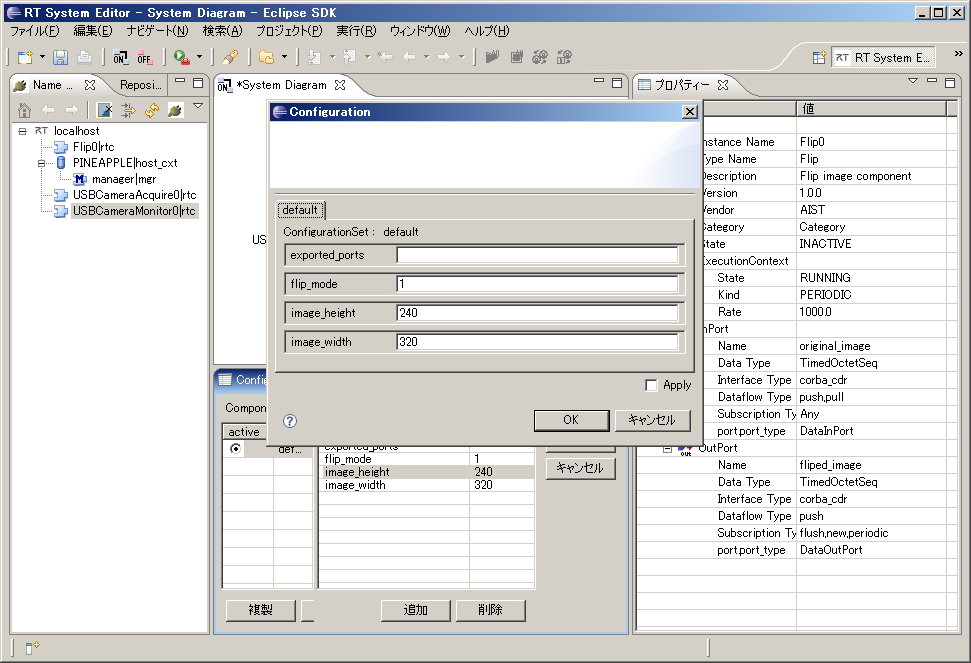 RT System Editor - System Diagram - Eclipse SDK
ファイル(F) 編集(E) ナビゲート(N) 検索(A) プロジェクト(P) 実行(R) ウィンドウ(W) ヘルプ(H)
ON OFF RT RT System E...
Name ... Reposi... ON *System Diagram プロパティー
RT localhost
Flip0|rtc
PINEAPPLE|host_cxt
M manager|mgr
USBCameraAcquire0|rtc
USBCameraMonitor0|rtc
US
Configuration
default
ConfigurationSet : default
exported_ports
flip_mode 1
image_height 240
image_width 320
Apply
? OK キャンセル
Config
Compon
active
def...
exported_ports
flip_mode 1
image_height 240
image_width 320
キャンセル
複製 追加 削除
値
nstance Name Flip0
Type Name Flip
Description Flip image component
Version 1.0.0
Vendor AIST
Category Category
State INACTIVE
ExecutionContext
State RUNNING
Kind PERIODIC
Rate 1000.0
nPort
Name original_image
Data Type TimedOctetSeq
Interface Type corba_cdr
Dataflow Type push,pull
Subscription Ty Any
port.port_type DataInPort
out OutPort
Name fliped_image
Data Type TimedOctetSeq
Interface Type corba_cdr
Dataflow Type push
Subscription Ty flush,new,periodic
port.port_type DataOutPort